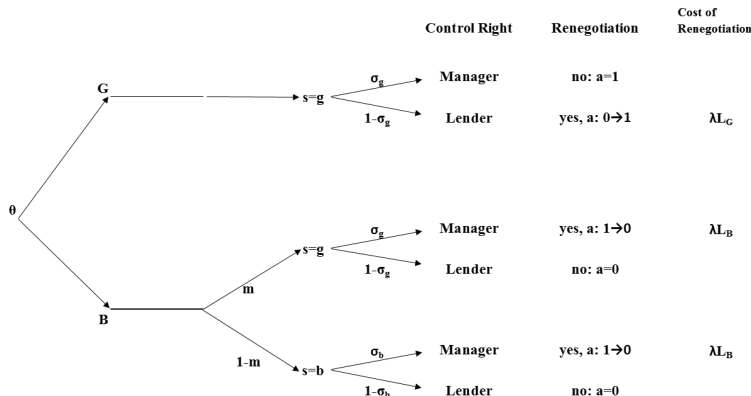 Control Right Renegotiation Cost of Renegotiation
G s=g σg Manager no: a=1
1-σg Lender yes, a: 0→1 λLG
θ
s=g σg Manager yes, a: 1→0 λLB
1-σg Lender no: a=0
m
B
1-m s=b σb Manager yes, a: 1→0 λLB
1-σb Lender no: a=0